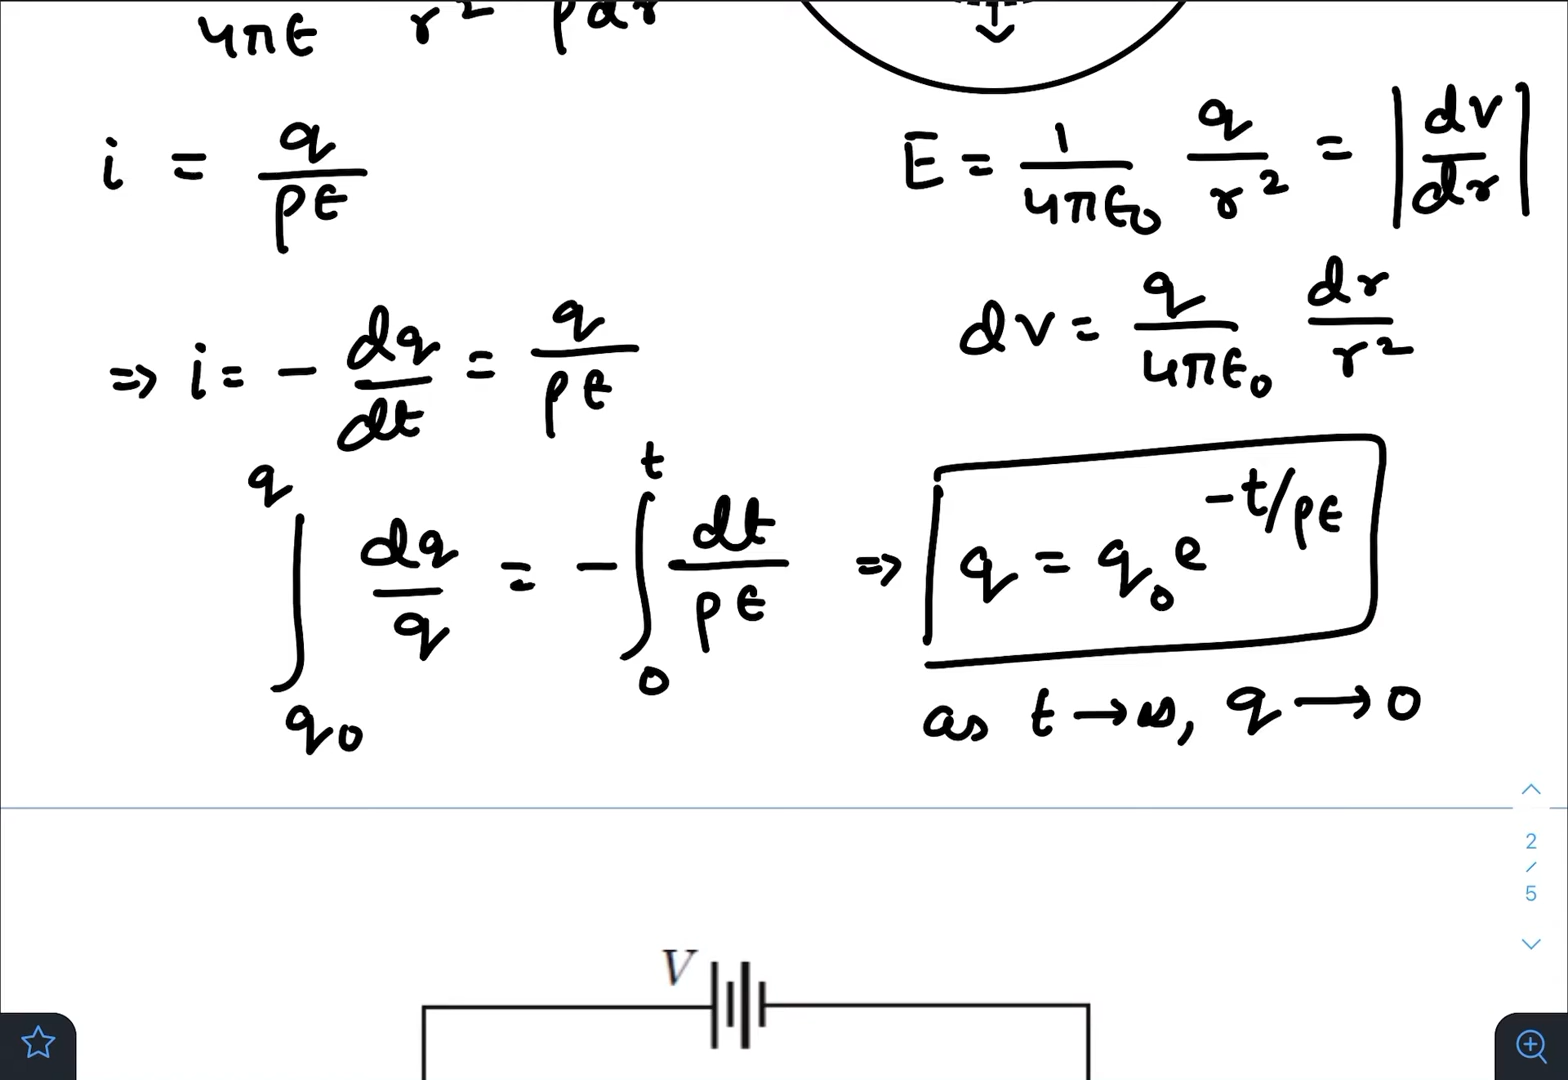 4πε r² ρdr
i = q/ρε
E = 1/4πε₀ q/r² = |dv/dr|
dv = q/4πε₀ dr/r²
⇒ i = - dq/dt = q/ρε
∫_{q₀}^{q} dq/q = - ∫_{0}^{t} dt/ρε ⇒ q = q₀ e^{-t/ρε}
as t → ∞, q → 0
2
/
5
V